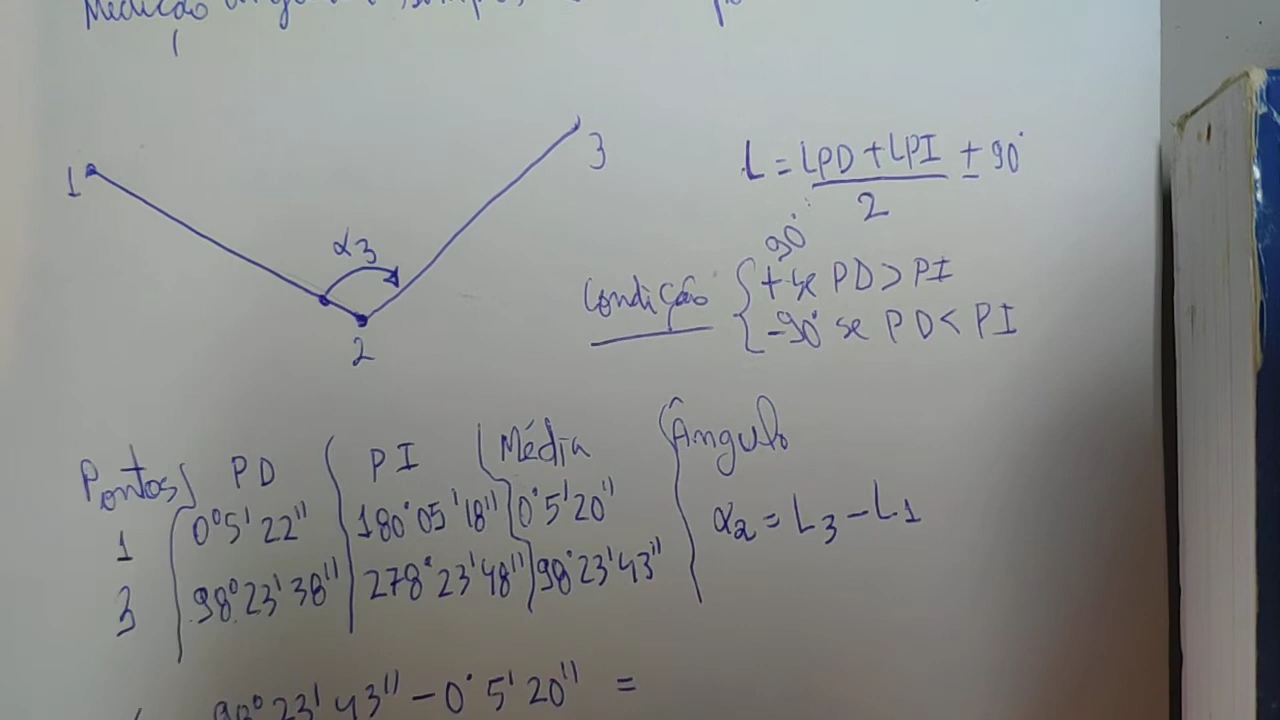 Medição
1
3
α3
2
L = LPD + LPI ± 90°
2
90°
Condição { + se PD > PI
-90° se PD < PI
Pontos PD PI Média Ângulo
1 0°5'22" 180°05'18" 0°5'20" α2 = L3 - L1
3 98°23'38" 278°23'48" 98°23'43"
98°23'43" - 0°5'20" =